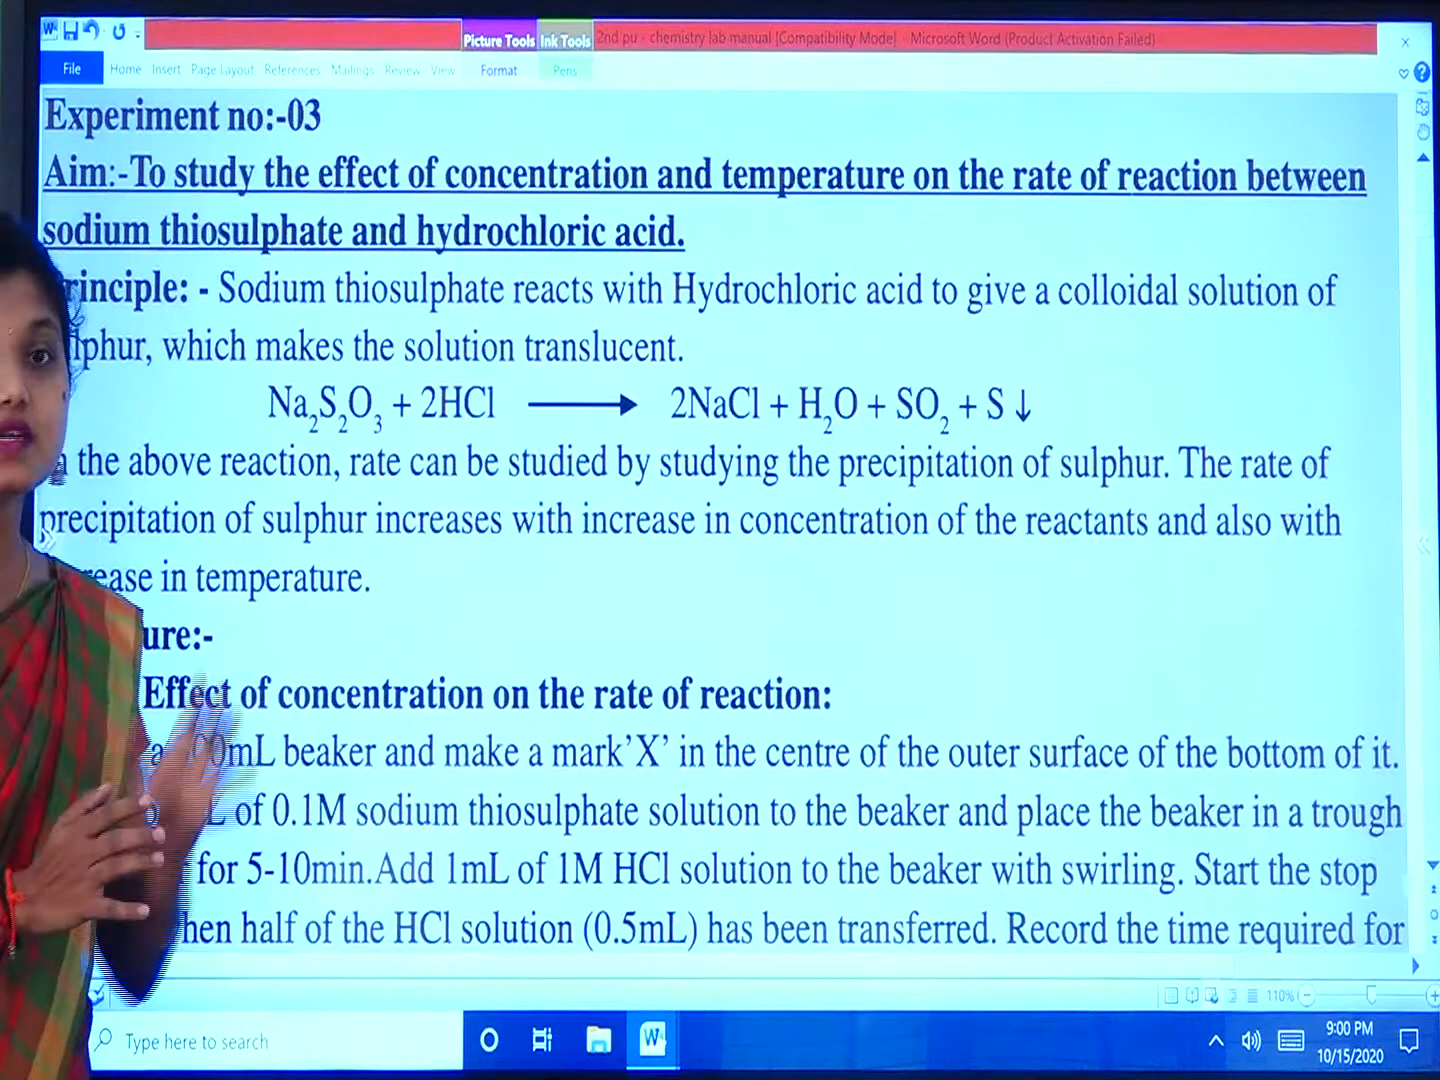 Picture Tools Ink Tools 2nd pu - chemistry lab manual [Compatibility Mode] - Microsoft Word (Product Activation Failed)
File Home Insert Page Layout References Mailings Review View Format Pens
Experiment no:-03
Aim:-To study the effect of concentration and temperature on the rate of reaction between
sodium thiosulphate and hydrochloric acid.
rinciple: - Sodium thiosulphate reacts with Hydrochloric acid to give a colloidal solution of
lphur, which makes the solution translucent.
Na₂S₂O₃ + 2HCl ⟶ 2NaCl + H₂O + SO₂ + S ↓
the above reaction, rate can be studied by studying the precipitation of sulphur. The rate of
precipitation of sulphur increases with increase in concentration of the reactants and also with
ease in temperature.
ure:-
Effect of concentration on the rate of reaction:
mL beaker and make a mark’X’ in the centre of the outer surface of the bottom of it.
L of 0.1M sodium thiosulphate solution to the beaker and place the beaker in a trough
for 5-10min.Add 1mL of 1M HCl solution to the beaker with swirling. Start the stop
hen half of the HCl solution (0.5mL) has been transferred. Record the time required for
110%
Type here to search
9:00 PM
10/15/2020